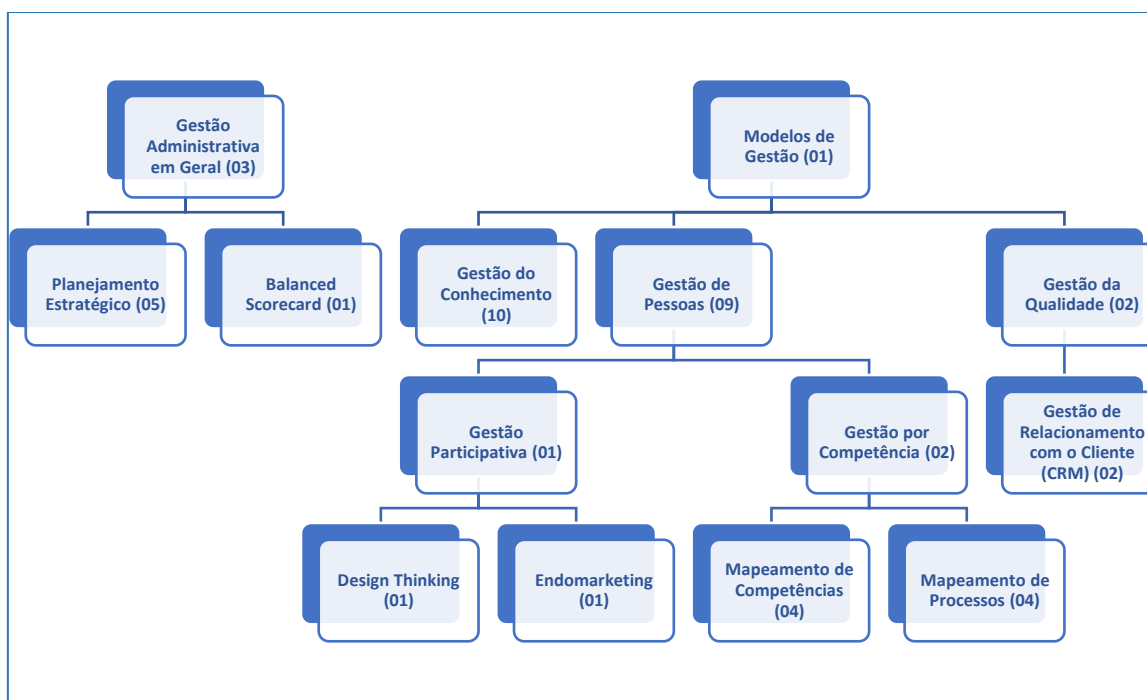 Gestão
Administrativa
em Geral (03)
Modelos de
Gestão (01)
Planejamento
Estratégico (05)
Balanced
Scorecard (01)
Gestão do
Conhecimento
(10)
Gestão de
Pessoas (09)
Gestão da
Qualidade (02)
Gestão
Participativa (01)
Gestão por
Competência (02)
Gestão de
Relacionamento
com o Cliente
(CRM) (02)
Design Thinking
(01)
Endomarketing
(01)
Mapeamento de
Competências
(04)
Mapeamento de
Processos (04)